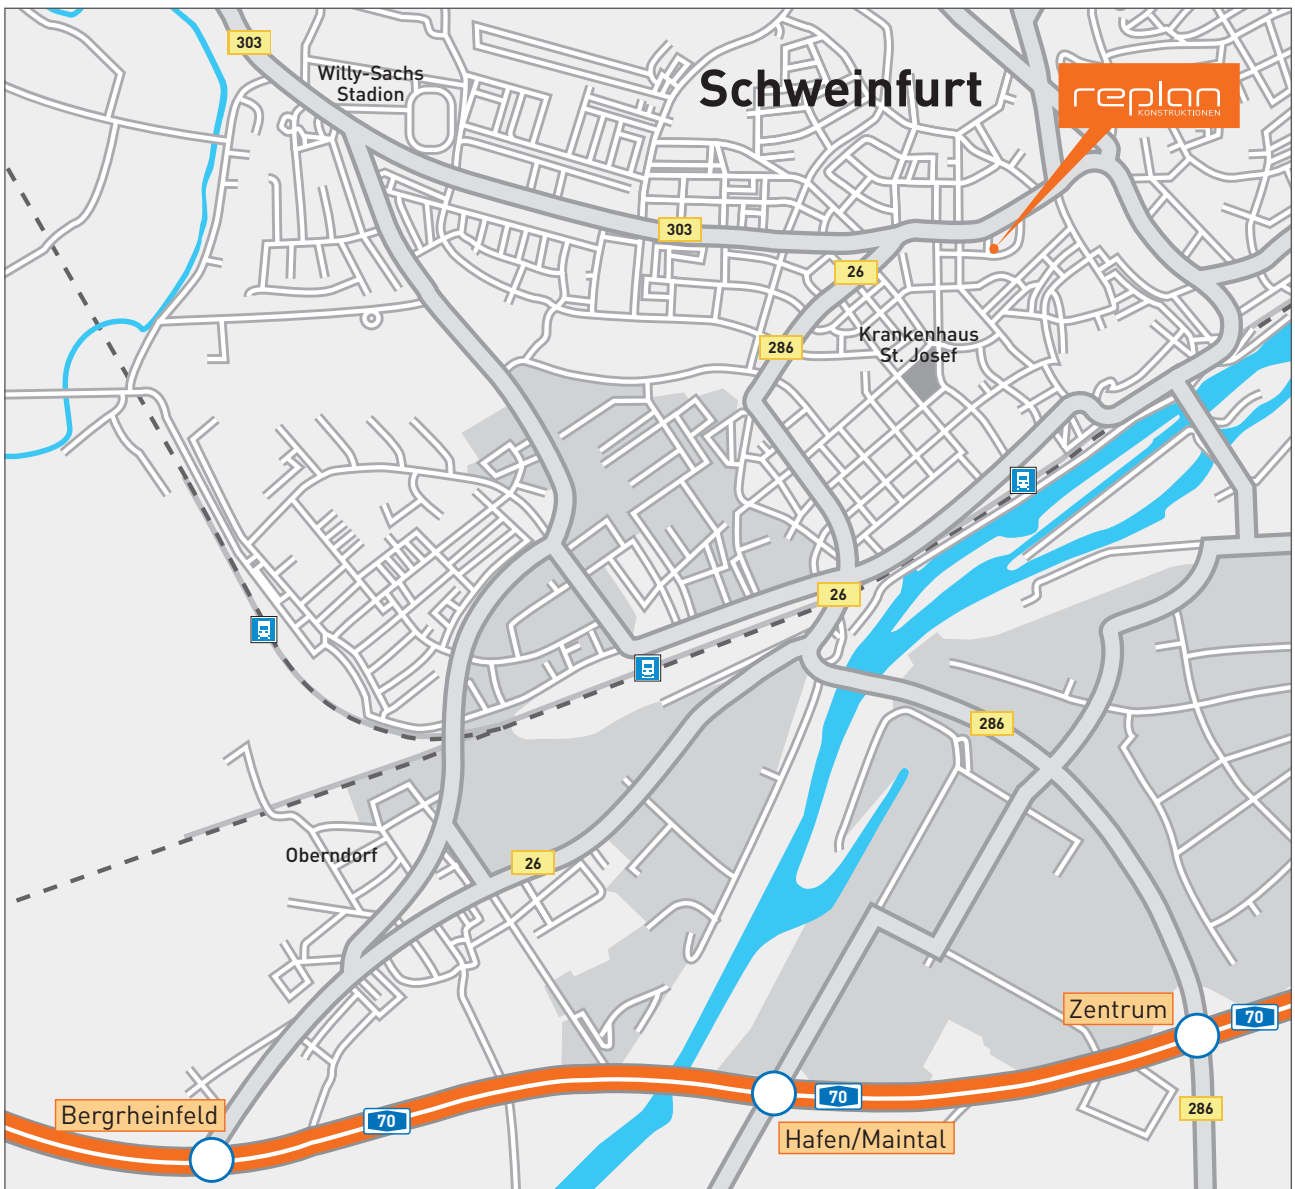 303
Willy-Sachs
Stadion
Schweinfurt
replan
KONSTRUKTIONEN
303
26
286
Krankenhaus
St. Josef
26
286
Oberndorf
26
Zentrum
70
Bergrheinfeld
70
70
Hafen/Maintal
286